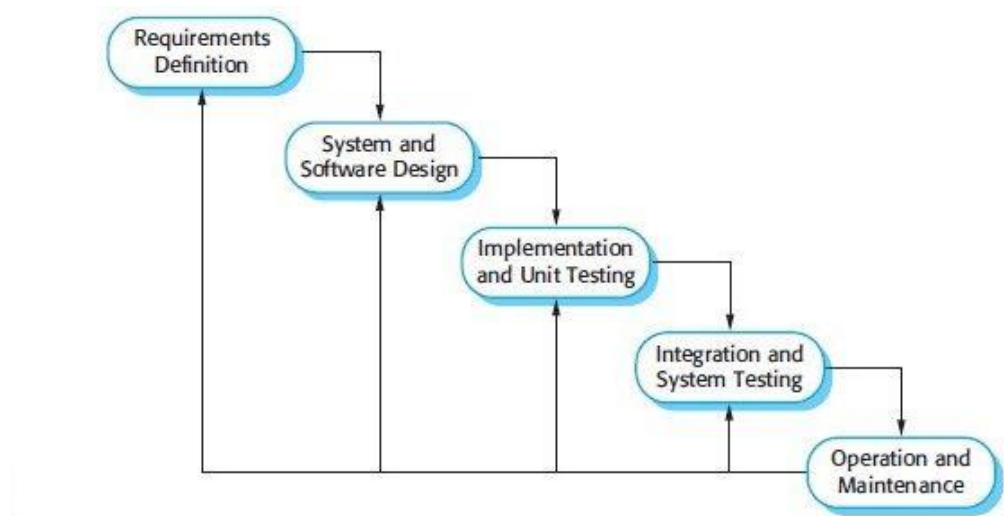 Requirements
Definition
System and
Software Design
Implementation
and Unit Testing
Integration and
System Testing
Operation and
Maintenance